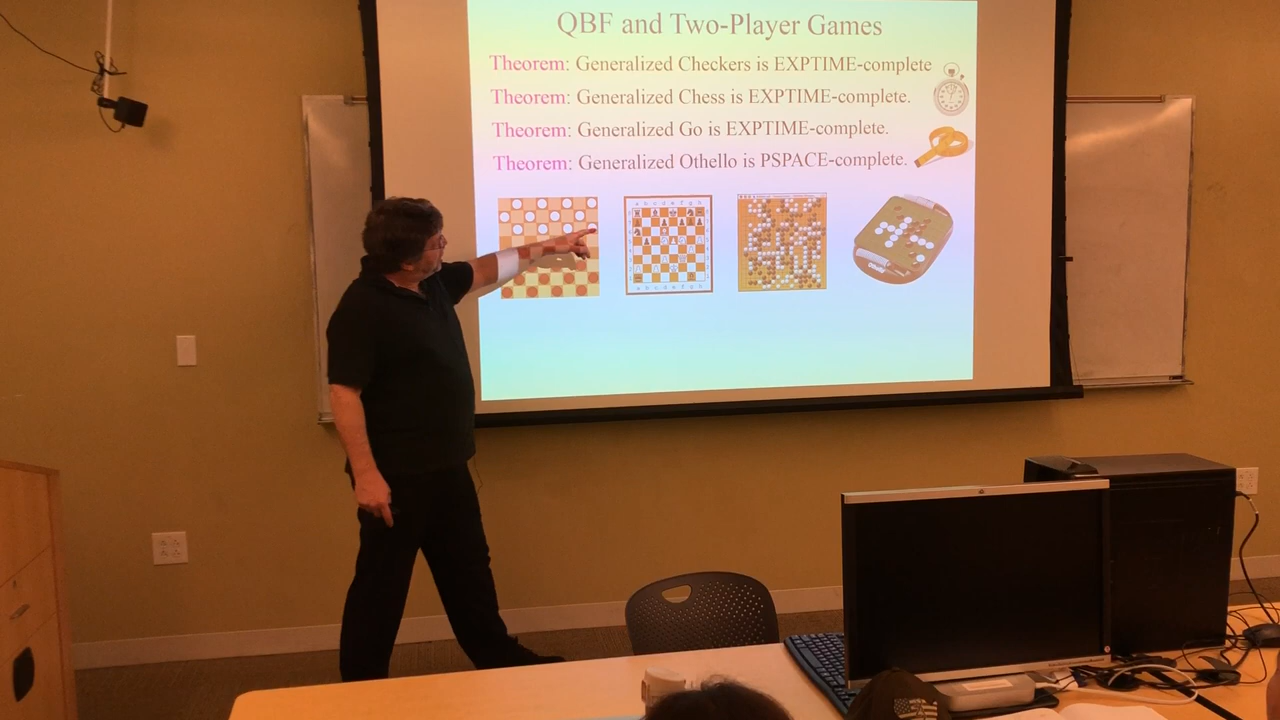 QBF and Two-Player Games
Theorem: Generalized Checkers is EXPTIME-complete
Theorem: Generalized Chess is EXPTIME-complete.
Theorem: Generalized Go is EXPTIME-complete.
Theorem: Generalized Othello is PSPACE-complete.
a b c d e f g h
a b c d e f g h
Othello